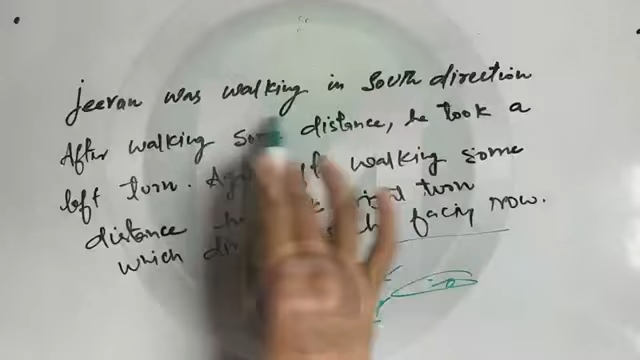 Jeevan was walking in South direction
After walking some distance, he took a
left turn. walking some
distance turn
which facing now.